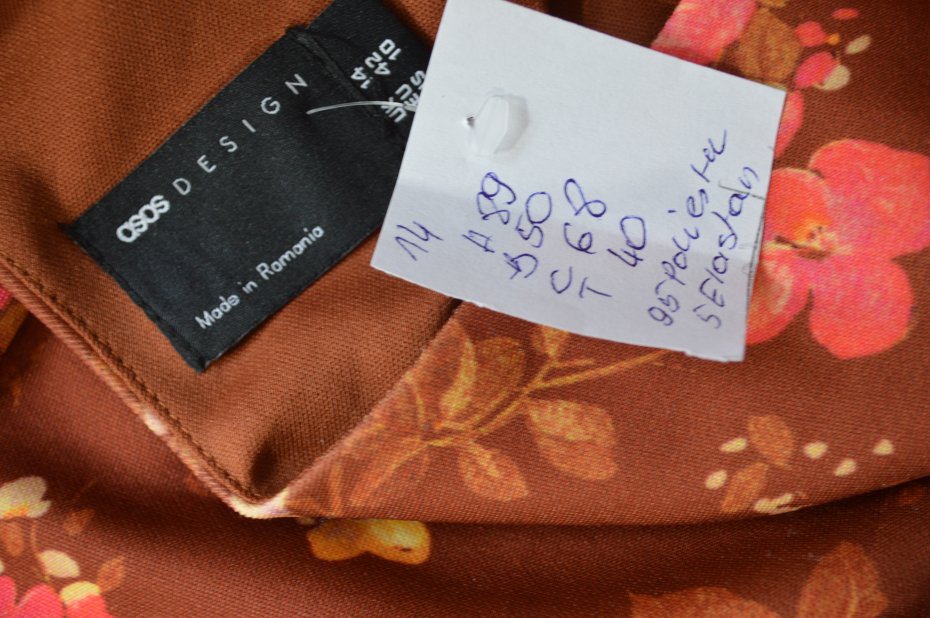 asos DESIGN
Made in Romania
UK 14
EU 42
US 10
14
A 89
B 50
C 68
T 40
95 Poliester
5 Elastan